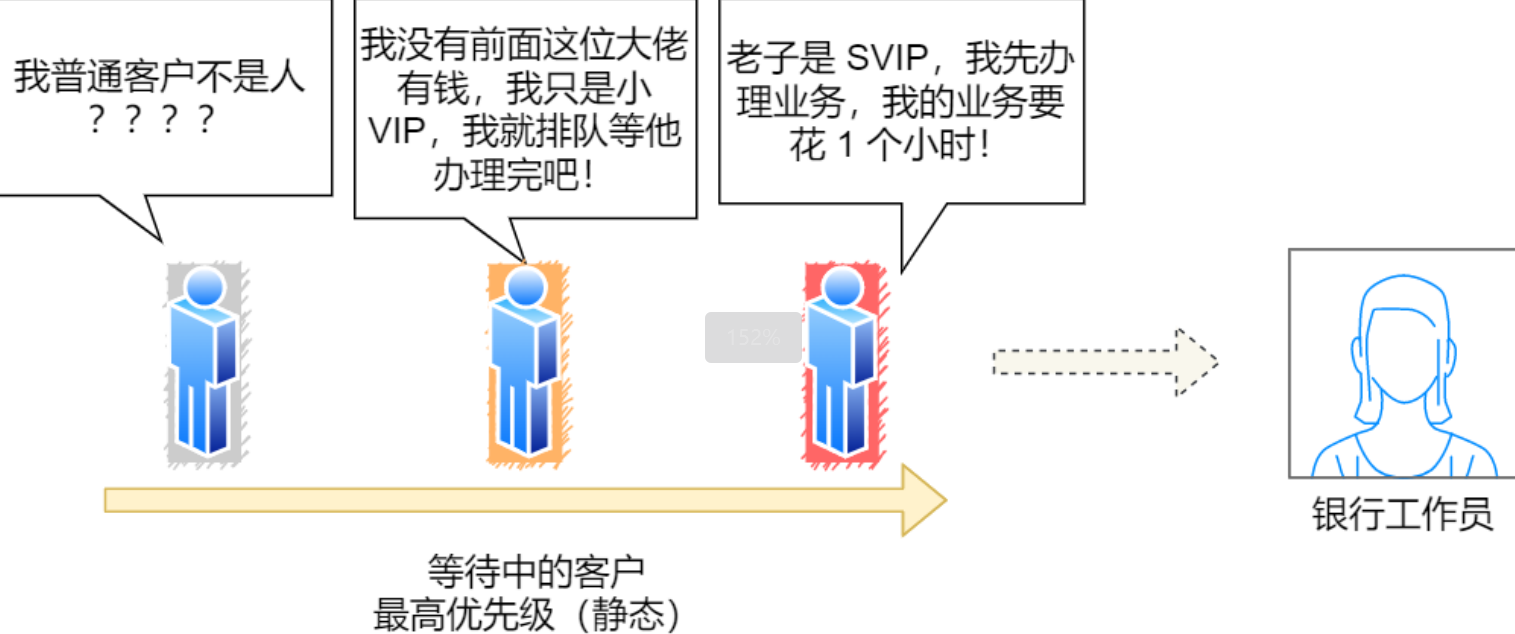 我普通客户不是人
？？？？
我没有前面这位大佬
有钱，我只是小
VIP，我就排队等他
办理完吧！
老子是 SVIP，我先办
理业务，我的业务要
花 1 个小时！
152%
银行工作员
等待中的客户
最高优先级（静态）